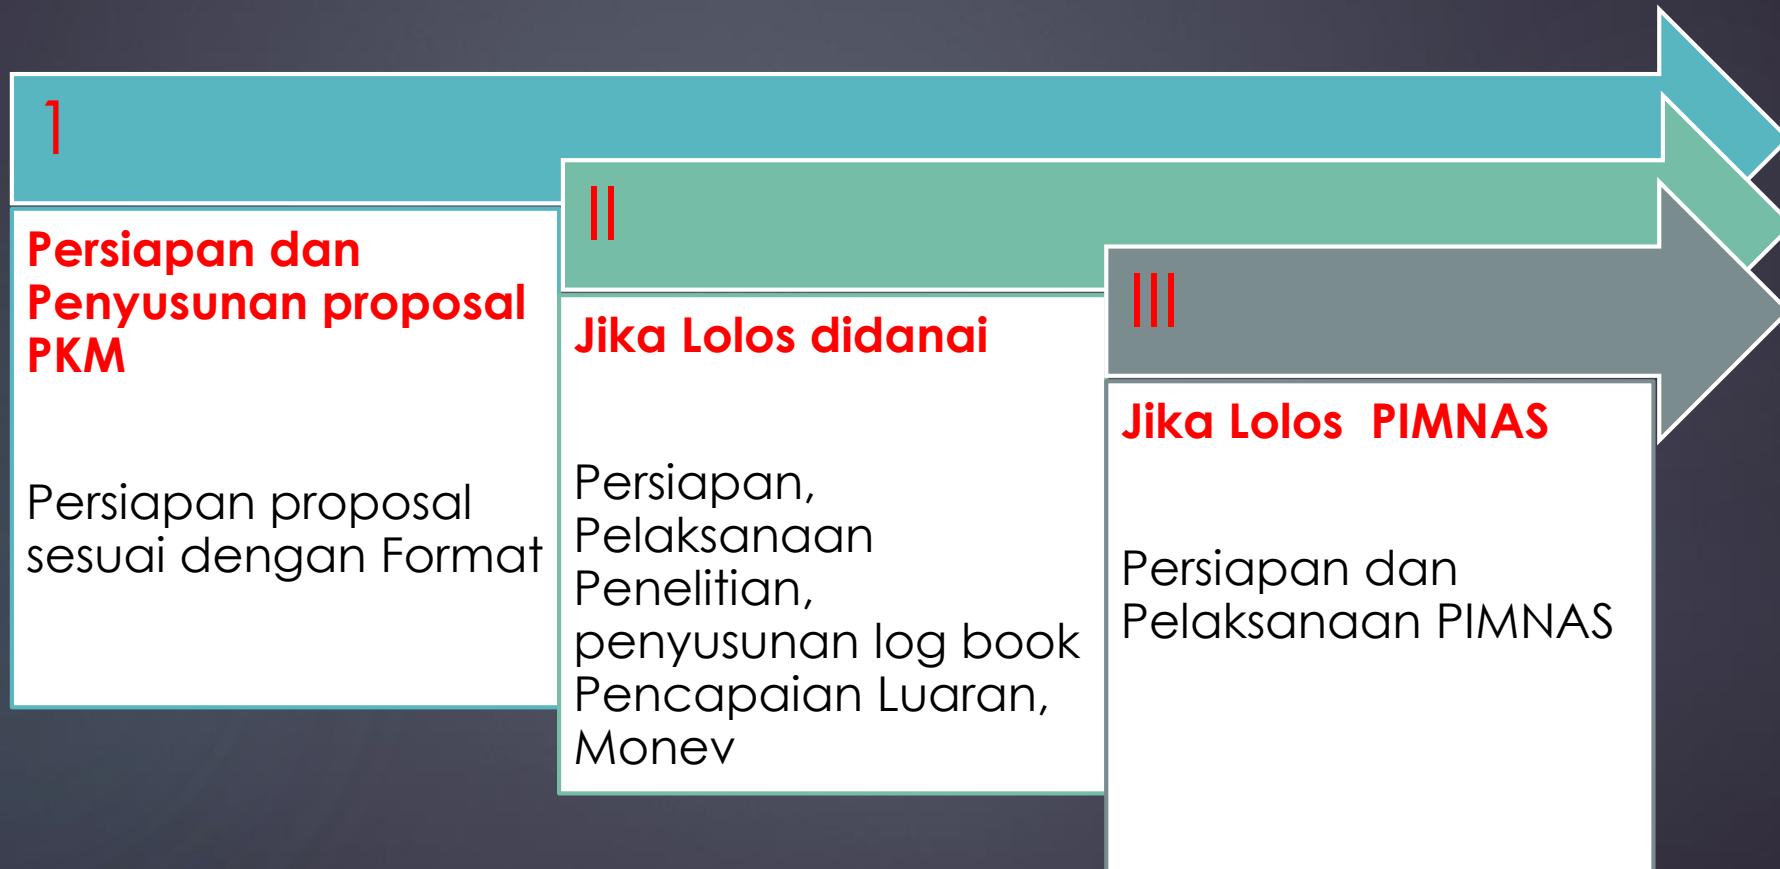 1
Persiapan dan
Penyusunan proposal
PKM
Persiapan proposal
sesuai dengan Format
II
Jika Lolos didanai
Persiapan,
Pelaksanaan
Penelitian,
penyusunan log book
Pencapaian Luaran,
Monev
III
Jika Lolos  PIMNAS
Persiapan dan
Pelaksanaan PIMNAS